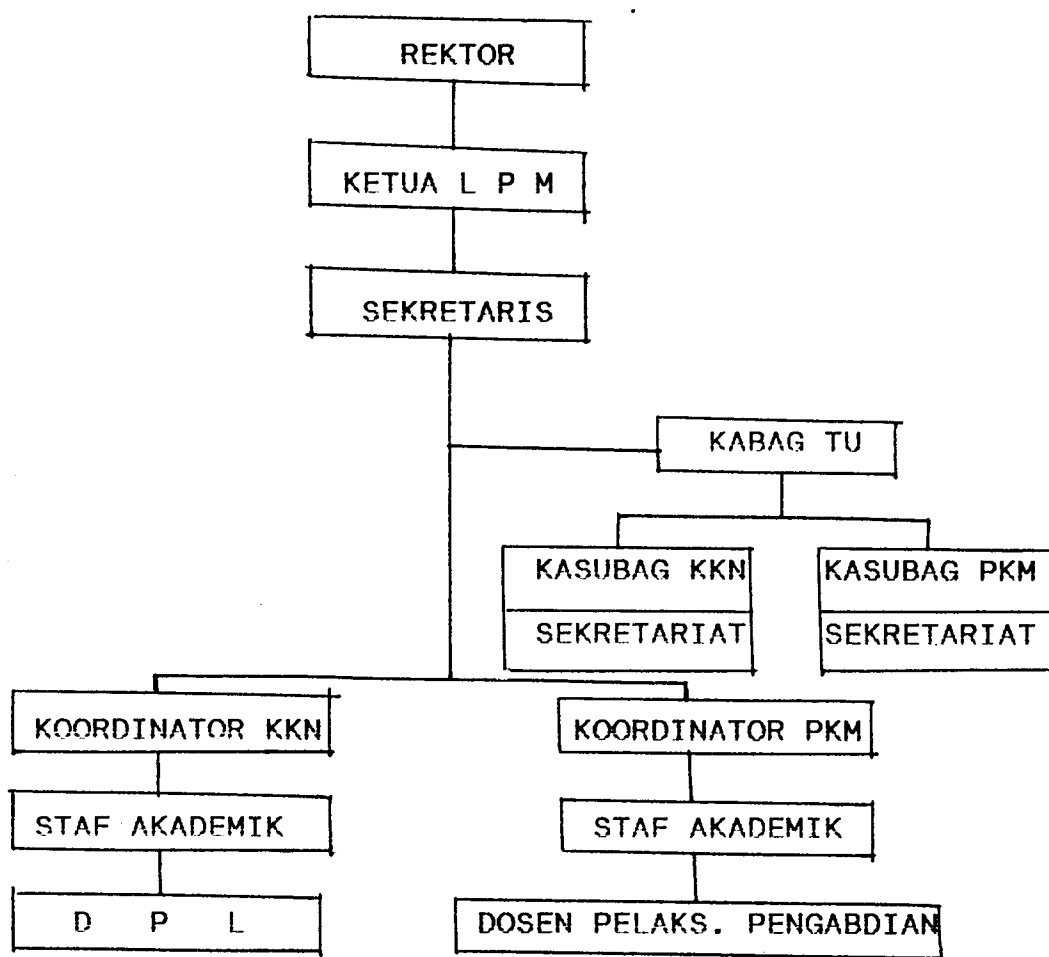 REKTOR
KETUA L P M
SEKRETARIS
KABAG TU
KASUBAG KKN
SEKRETARIAT
KASUBAG PKM
SEKRETARIAT
KOORDINATOR KKN
STAF AKADEMIK
D P L
KOORDINATOR PKM
STAF AKADEMIK
DOSEN PELAKS. PENGABDIAN